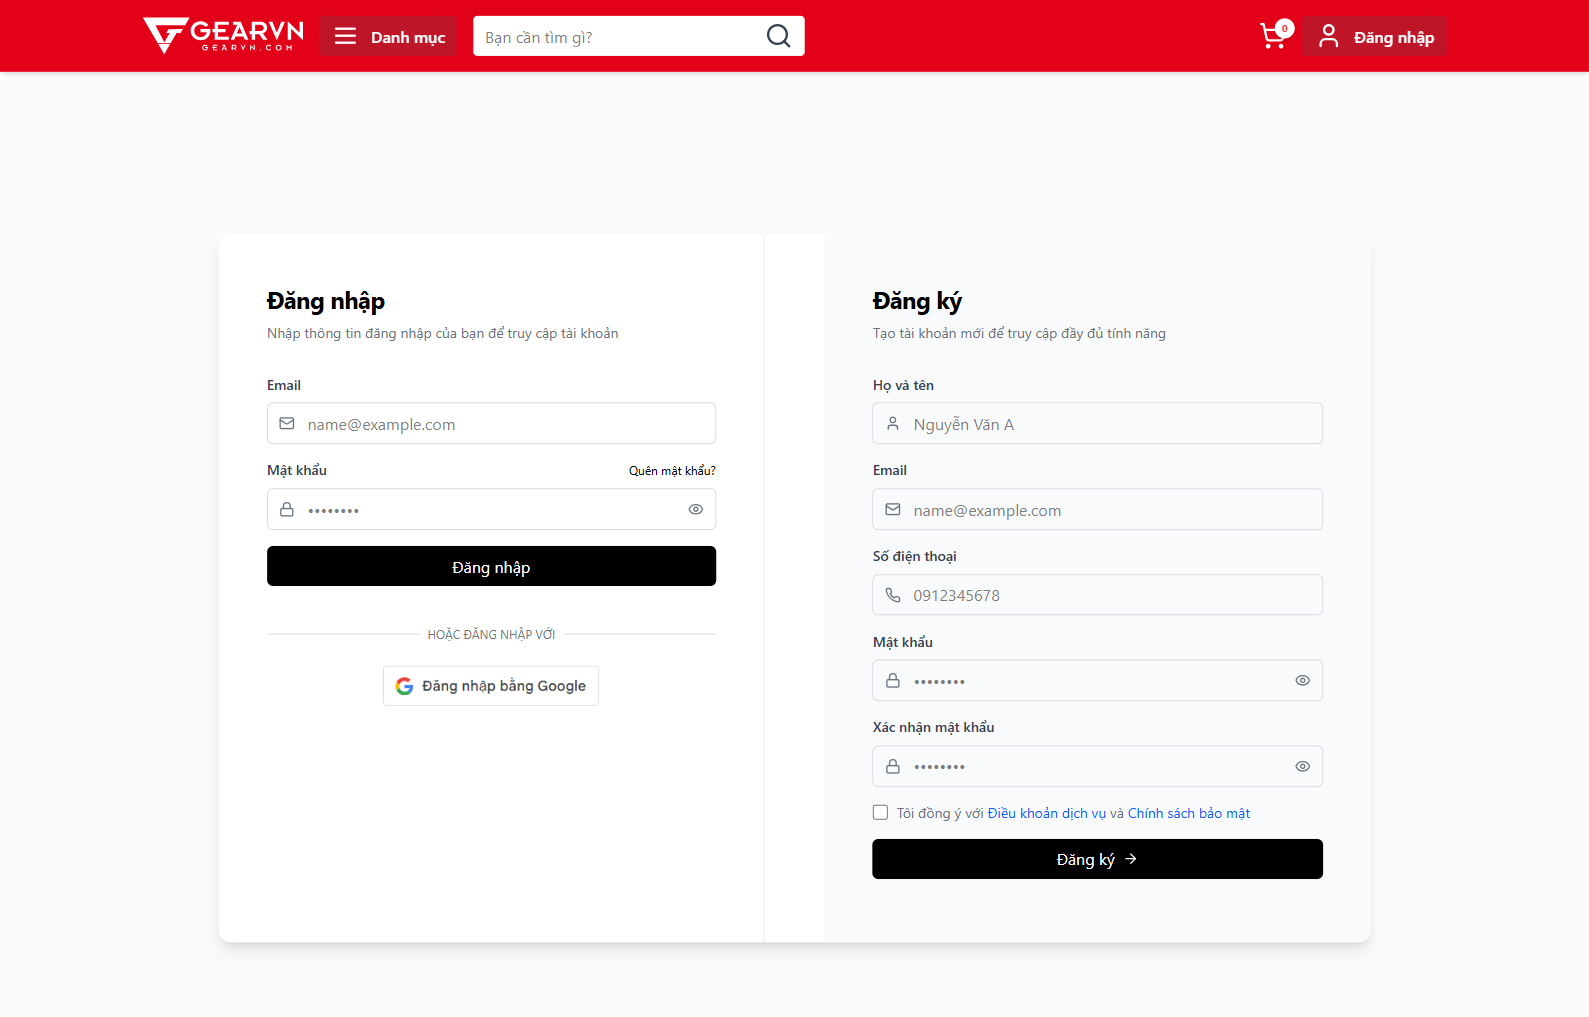 GEARVN
GEARVN.COM
Danh mục
Bạn cần tìm gì?
0
Đăng nhập
Đăng nhập
Nhập thông tin đăng nhập của bạn để truy cập tài khoản
Email
name@example.com
Mật khẩu
Quên mật khẩu?
••••••••
Đăng nhập
HOẶC ĐĂNG NHẬP VỚI
Đăng nhập bằng Google
Đăng ký
Tạo tài khoản mới để truy cập đầy đủ tính năng
Họ và tên
Nguyễn Văn A
Email
name@example.com
Số điện thoại
0912345678
Mật khẩu
••••••••
Xác nhận mật khẩu
••••••••
Tôi đồng ý với Điều khoản dịch vụ và Chính sách bảo mật
Đăng ký →